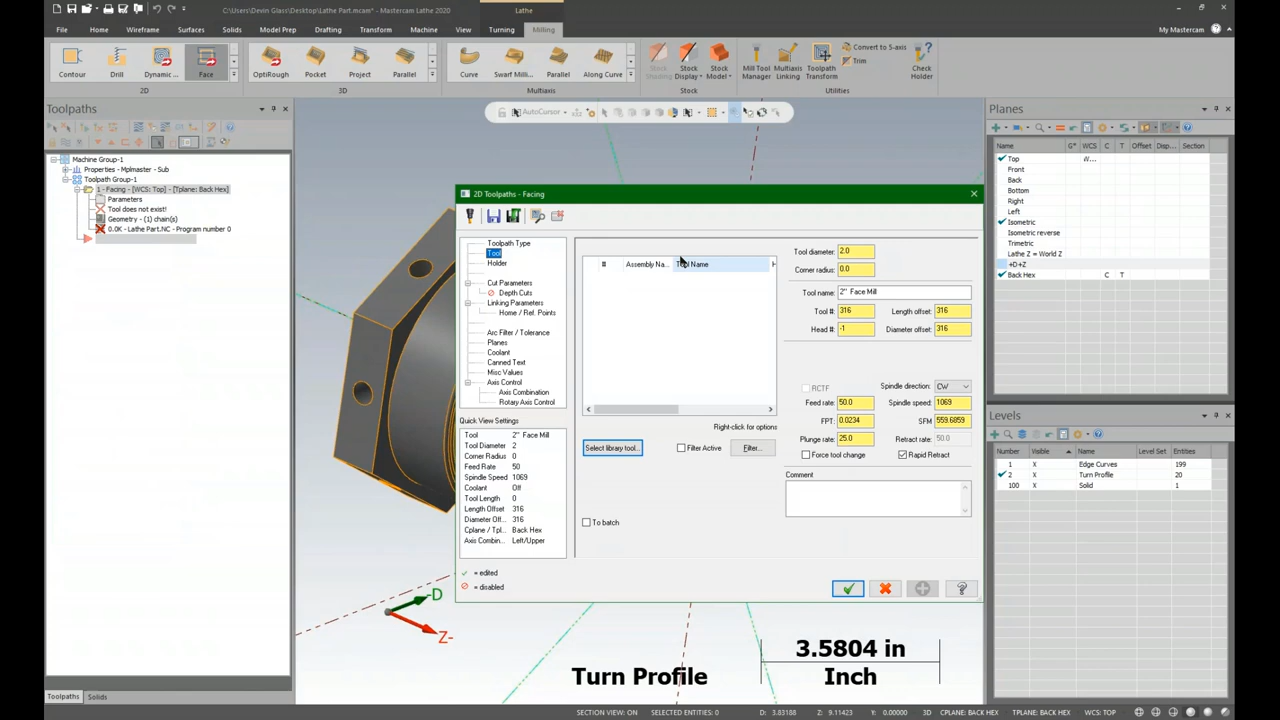 C:\Users\Devin Glass\Desktop\Lathe Part.mcam* - Mastercam Lathe 2020
Lathe
File
Home
Wireframe
Surfaces
Solids
Model Prep
Drafting
Transform
Machine
View
Turning
Milling
My Mastercam
Contour
Drill
Dynamic ...
Face
OptiRough
Pocket
Project
Parallel
Curve
Swarf Milli...
Parallel
Along Curve
Stock Shading
Stock Display
Stock Model
Mill Tool Manager
Multiaxis Linking
Toolpath Transform
Convert to 5-axis
Trim
Check Holder
2D
3D
Multiaxis
Stock
Utilities
Toolpaths
AutoCursor
Planes
Machine Group-1
Properties - Mplmaster - Sub
Toolpath Group-1
1 - Facing - [WCS: Top] - [Tplane: Back Hex]
Parameters
Tool does not exist!
Geometry - (1) chain(s)
0.0K - Lathe Part.NC - Program number 0
Name G* WCS C T Offset Disp... Section
Top W...
Front
Back
Bottom
Right
Left
Isometric
Isometric reverse
Trimetric
Lathe Z = World Z
+D+Z
Back Hex C T
2D Toolpaths - Facing
Toolpath Type
Tool
Holder
Cut Parameters
Depth Cuts
Linking Parameters
Home / Ref. Points
Arc Filter / Tolerance
Planes
Coolant
Canned Text
Misc Values
Axis Control
Axis Combination
Rotary Axis Control
# Assembly Na... Tool Name
Tool diameter: 2.0
Corner radius: 0.0
Tool name: 2" Face Mill
Tool #: 316 Length offset: 316
Head #: -1 Diameter offset: 316
RCTF Spindle direction: CW
Feed rate: 50.0 Spindle speed: 1069
FPT: 0.0234 SFM 559.6859
Plunge rate: 25.0 Retract rate: 50.0
Force tool change Rapid Retract
Comment
Right-click for options
Select library tool...
Filter Active
Filter...
To batch
Quick View Settings
Tool 2" Face Mill
Tool Diameter 2
Corner Radius 0
Feed Rate 50
Spindle Speed 1069
Coolant Off
Tool Length 0
Length Offset 316
Diameter Off... 316
Cplane / Tpl... Back Hex
Axis Combin... Left/Upper
= edited
= disabled
Levels
Number Visible Name Level Set Entities
1 X Edge Curves 199
2 X Turn Profile 20
100 X Solid 1
-D
Z-
Turn Profile
3.5804 in
Inch
Toolpaths Solids
SECTION VIEW: ON SELECTED ENTITIES: 0 D: 3.83188 Z: 9.11423 Y: 0.00000 3D CPLANE: BACK HEX TPLANE: BACK HEX WCS: TOP